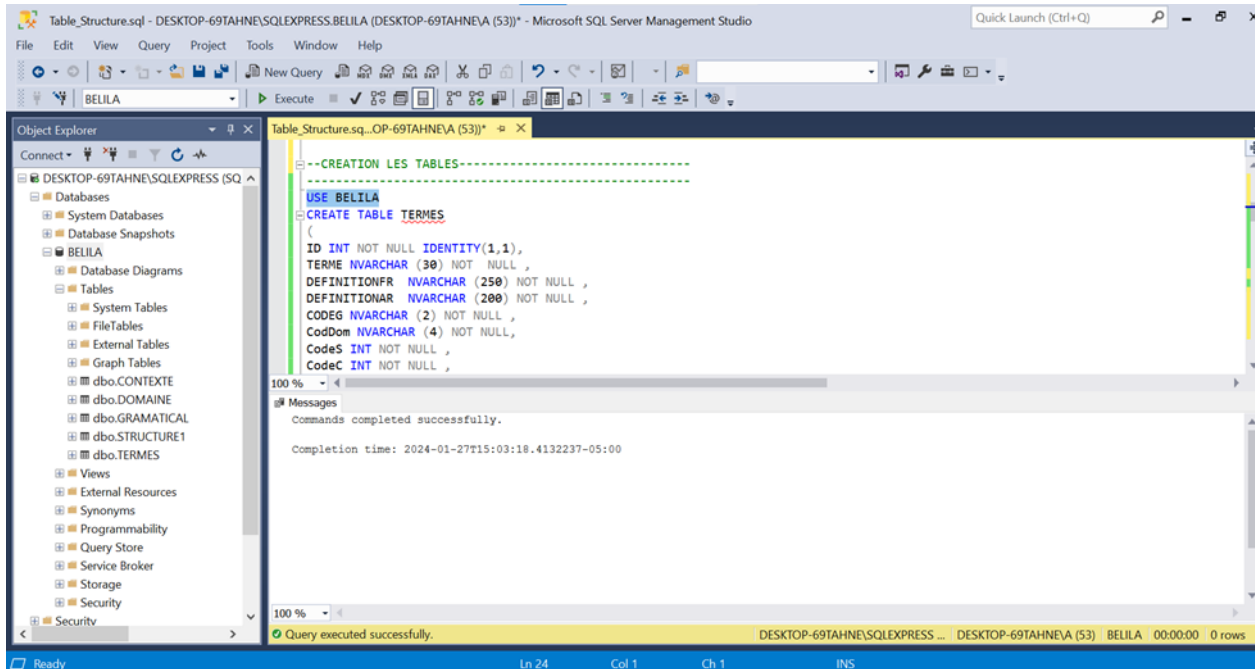 Table_Structure.sql - DESKTOP-69TAHNE\SQLEXPRESS.BELILA (DESKTOP-69TAHNE\A (53))* - Microsoft SQL Server Management Studio
Quick Launch (Ctrl+Q)
File Edit View Query Project Tools Window Help
New Query
MDX DMX XMLA DAX
BELILA
Execute
Object Explorer
Table_Structure.sq...OP-69TAHNE\A (53))*
Connect
DESKTOP-69TAHNE\SQLEXPRESS (SQ
Databases
System Databases
Database Snapshots
BELILA
Database Diagrams
Tables
System Tables
FileTables
External Tables
Graph Tables
dbo.CONTEXTE
dbo.DOMAINE
dbo.GRAMATICAL
dbo.STRUCTURE1
dbo.TERMES
Views
External Resources
Synonyms
Programmability
Query Store
Service Broker
Storage
Security
Security
--CREATION LES TABLES--------------------------------
-----------------------------------------------------
USE BELILA
CREATE TABLE TERMES
(
ID INT NOT NULL IDENTITY(1,1),
TERME NVARCHAR (30) NOT  NULL ,
DEFINITIONFR  NVARCHAR (250) NOT NULL ,
DEFINITIONAR  NVARCHAR (200) NOT NULL ,
CODEG NVARCHAR (2) NOT NULL ,
CodDom NVARCHAR (4) NOT NULL,
CodeS INT NOT NULL ,
CodeC INT NOT NULL ,
100 %
Messages
Commands completed successfully.
Completion time: 2024-01-27T15:03:18.4132237-05:00
100 %
Query executed successfully.
DESKTOP-69TAHNE\SQLEXPRESS ... DESKTOP-69TAHNE\A (53) BELILA 00:00:00 0 rows
Ready Ln 24 Col 1 Ch 1 INS